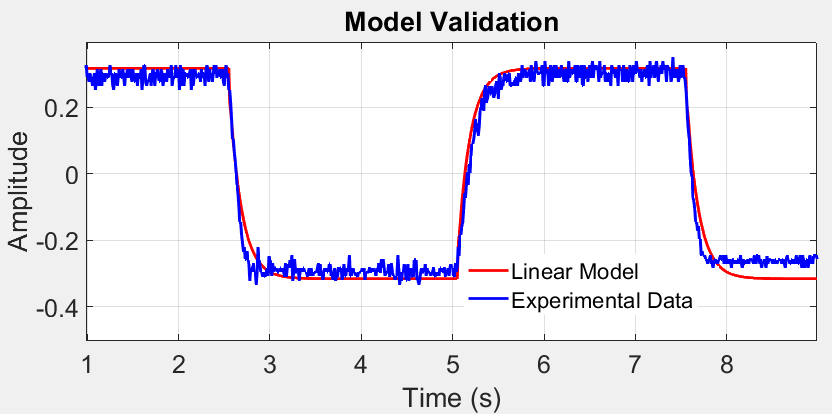 Model Validation
Amplitude
0.2
0
-0.2
-0.4
Linear Model
Experimental Data
1 2 3 4 5 6 7 8
Time (s)